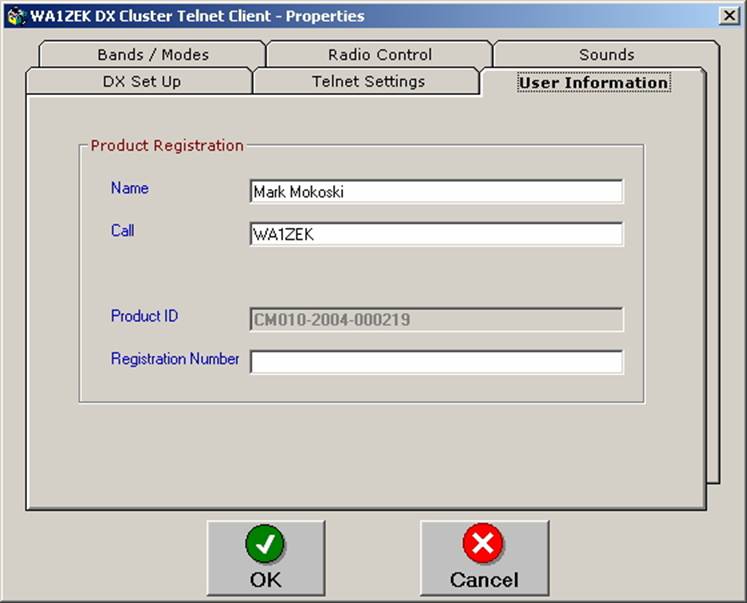 WA1ZEK DX Cluster Telnet Client - Properties
Bands / Modes Radio Control Sounds
DX Set Up Telnet Settings User Information
Product Registration
Name Mark Mokoski
Call WA1ZEK
Product ID CM010-2004-000219
Registration Number
OK Cancel